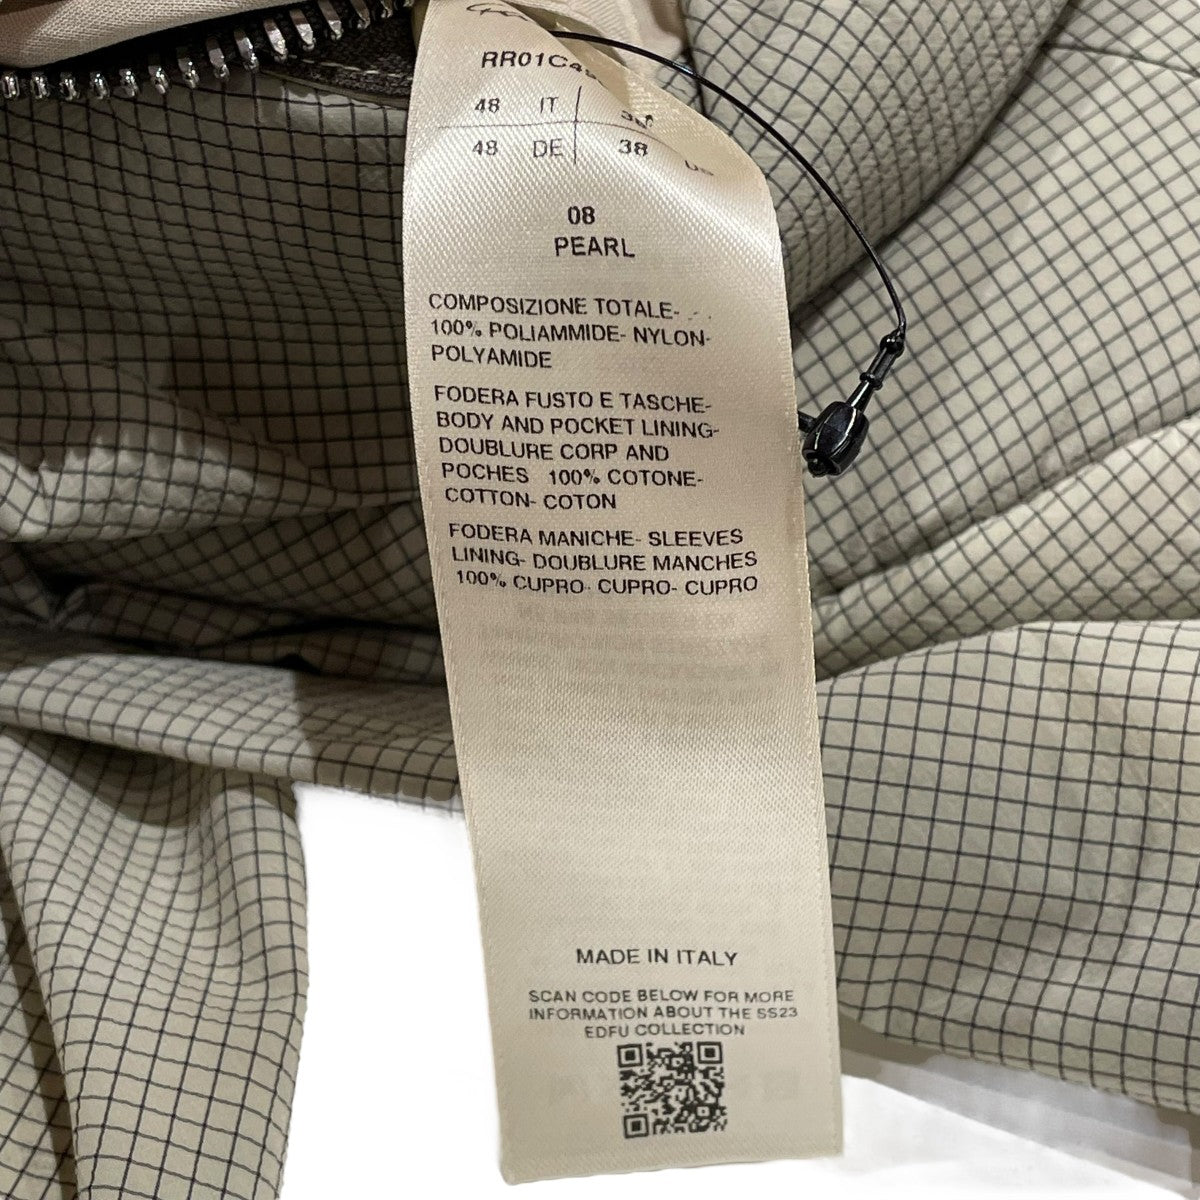 RR01C4
48 IT
48 DE 38
08
PEARL
COMPOSIZIONE TOTALE-
100% POLIAMMIDE- NYLON-
POLYAMIDE
FODERA FUSTO E TASCHE-
BODY AND POCKET LINING-
DOUBLURE CORP AND
POCHES 100% COTONE-
COTTON- COTON
FODERA MANICHE- SLEEVES
LINING- DOUBLURE MANCHES
100% CUPRO- CUPRO- CUPRO
MADE IN ITALY
SCAN CODE BELOW FOR MORE
INFORMATION ABOUT THE SS23
EDFU COLLECTION